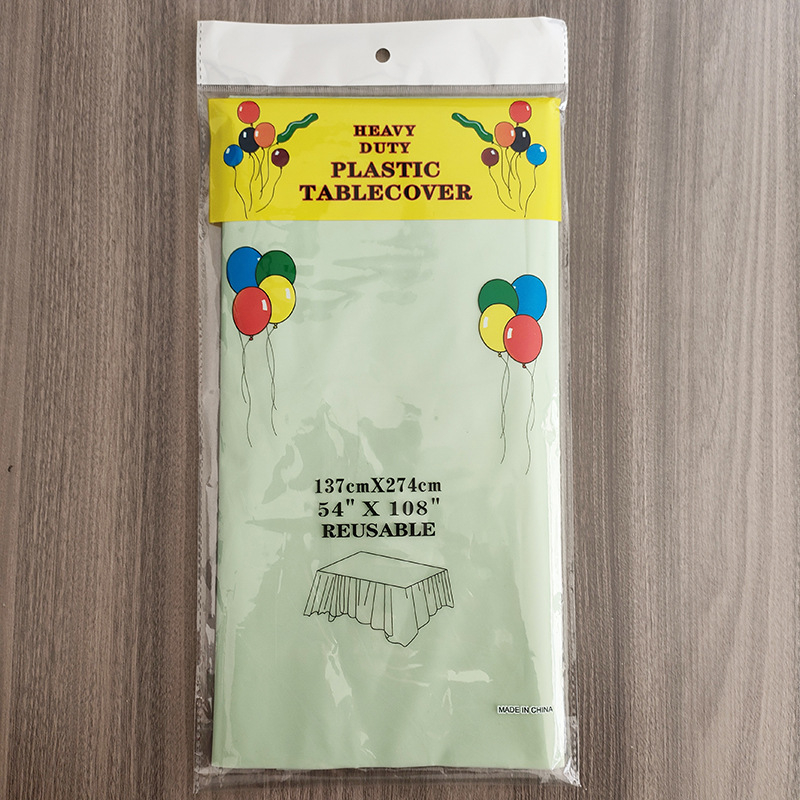 HEAVY
DUTY
PLASTIC
TABLECOVER
137cmX274cm
54" X 108"
REUSABLE
MADE IN CHINA